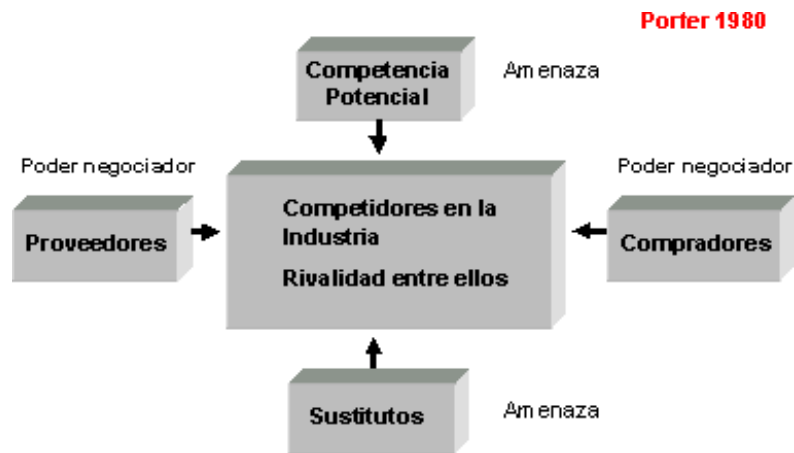 Porter 1980
Competencia
Potencial
Amenaza
Poder negociador
Poder negociador
Proveedores
Competidores en la
Industria
Rivalidad entre ellos
Compradores
Sustitutos
Amenaza